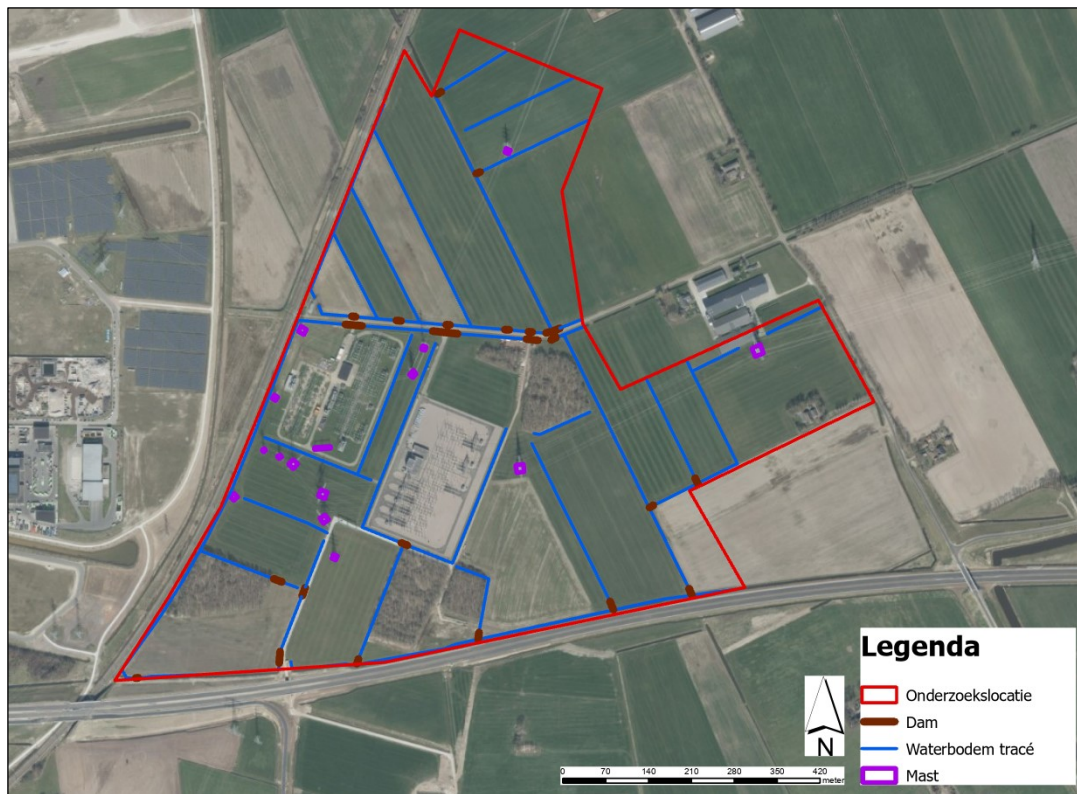 Legenda
Onderzoekslocatie
Dam
Waterbodem tracé
Mast
N
0 70 140 210 280 350 420
meter